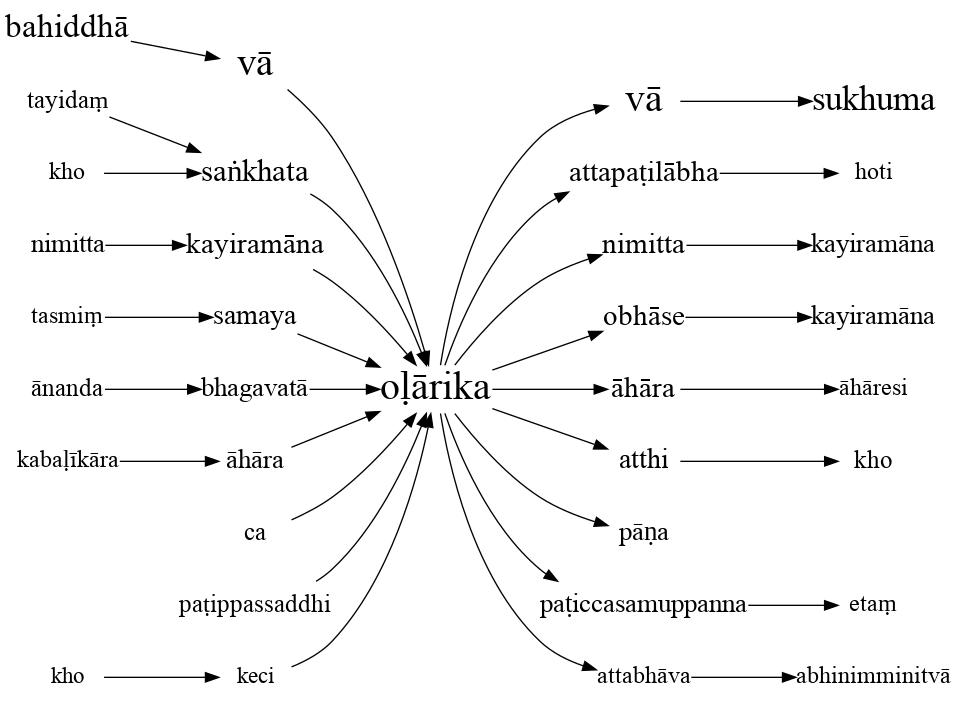 bahiddhā
vā
tayidaṃ
vā sukhuma
kho saṅkhata attapaṭilābha hoti
nimitta kayiramāna nimitta kayiramāna
tasmiṃ samaya obhāse kayiramāna
ānanda bhagavatā oḷārika āhāra āhāresi
kabaḷīkāra āhāra atthi kho
ca pāṇa
paṭippassaddhi paṭiccasamuppanna etaṃ
kho keci attabhāva abhinimminitvā